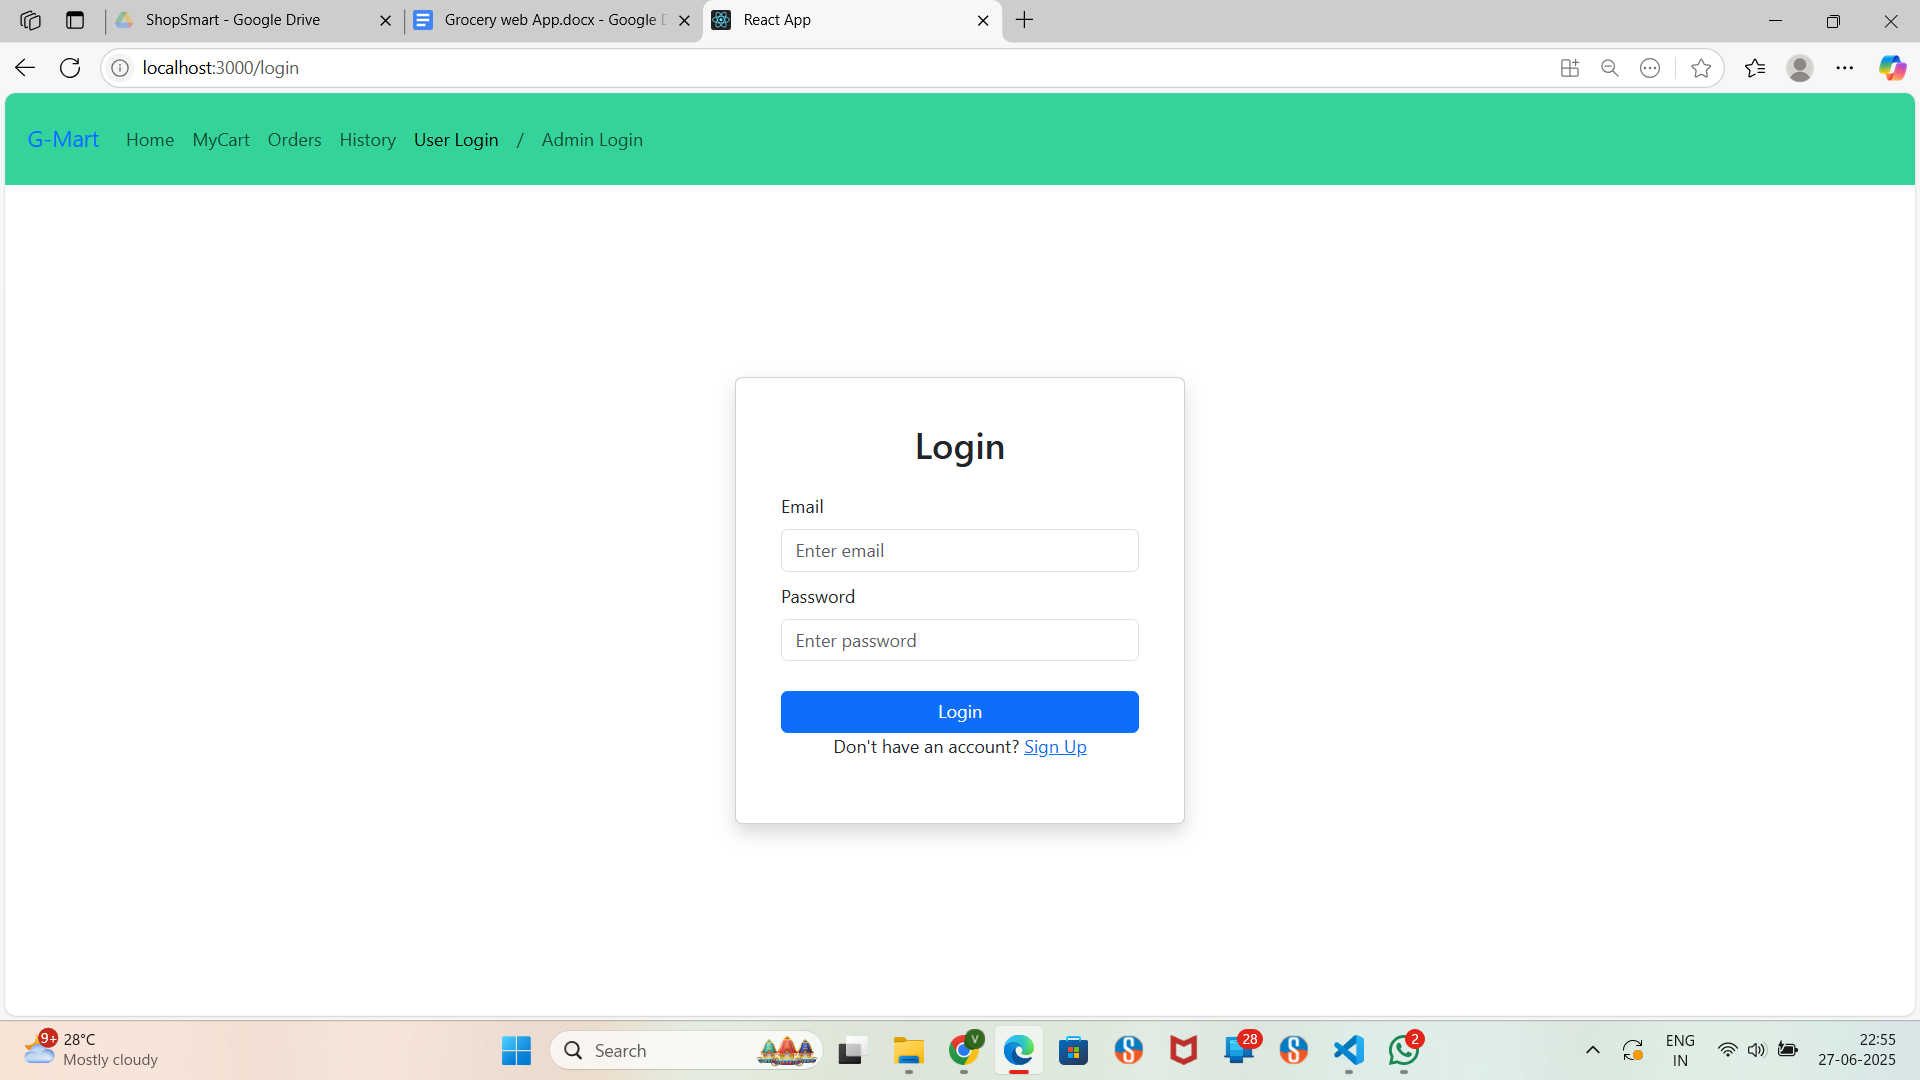 ShopSmart - Google Drive
Grocery web App.docx - Google D
React App
localhost:3000/login
G-Mart Home MyCart Orders History User Login / Admin Login
Login
Email
Enter email
Password
Enter password
Login
Don't have an account? Sign Up
9+
28°C
Mostly cloudy
Search
V
28
2
ENG
IN
22:55
27-06-2025